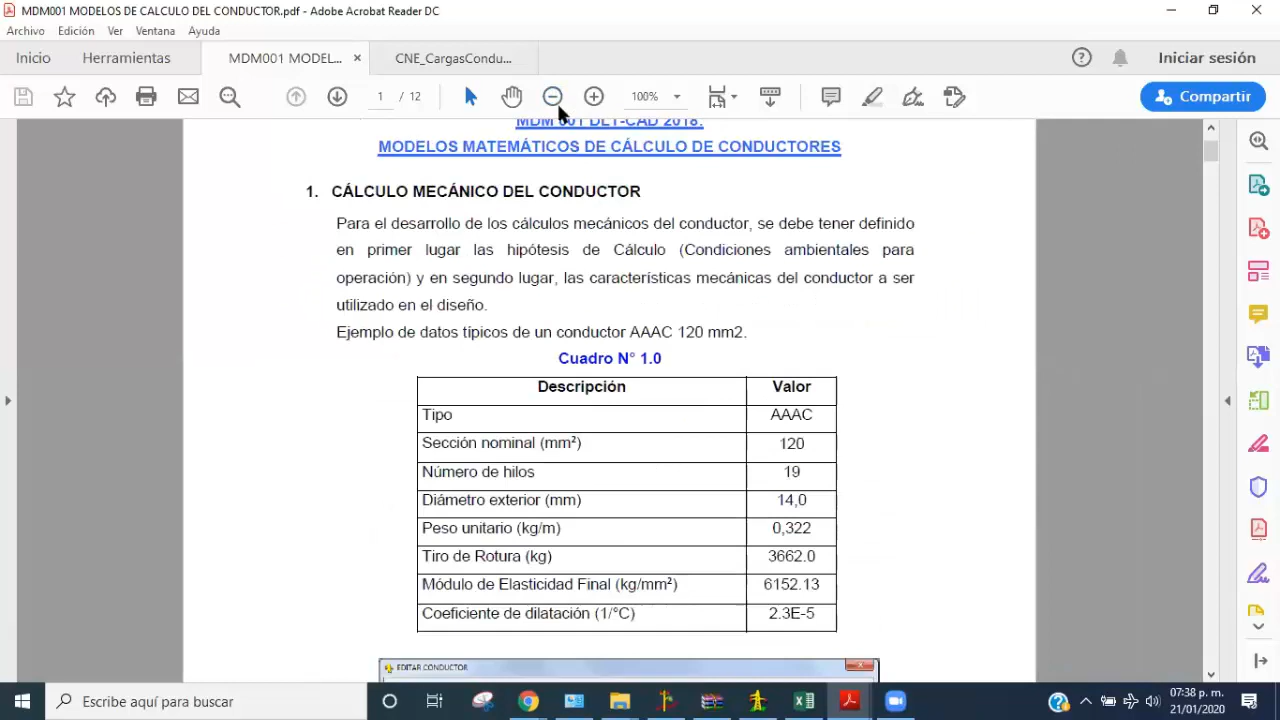 MDM001 MODELOS DE CALCULO DEL CONDUCTOR.pdf - Adobe Acrobat Reader DC
Archivo Edición Ver Ventana Ayuda
Inicio Herramientas MDM001 MODEL... × CNE_CargasCondu... Iniciar sesión
1 / 12 100% Compartir
MDM 001 DLT-CAD 2018:
MODELOS MATEMÁTICOS DE CÁLCULO DE CONDUCTORES
1. CÁLCULO MECÁNICO DEL CONDUCTOR
Para el desarrollo de los cálculos mecánicos del conductor, se debe tener definido
en primer lugar las hipótesis de Cálculo (Condiciones ambientales para
operación) y en segundo lugar, las características mecánicas del conductor a ser
utilizado en el diseño.
Ejemplo de datos típicos de un conductor AAAC 120 mm2.
Cuadro N° 1.0
Descripción Valor
Tipo AAAC
Sección nominal (mm²) 120
Número de hilos 19
Diámetro exterior (mm) 14,0
Peso unitario (kg/m) 0,322
Tiro de Rotura (kg) 3662.0
Módulo de Elasticidad Final (kg/mm²) 6152.13
Coeficiente de dilatación (1/°C) 2.3E-5
EDITAR CONDUCTOR
Escribe aquí para buscar
07:38 p. m.
21/01/2020